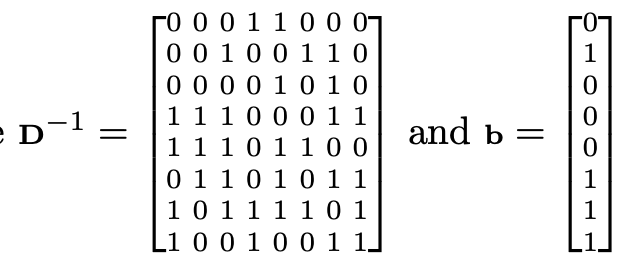 e D⁻¹ = [0 0 0 1 1 0 0 0
0 0 1 0 0 1 1 0
0 0 0 0 1 0 1 0
1 1 1 0 0 0 1 1
1 1 1 0 1 1 0 0
0 1 1 0 1 0 1 1
1 0 1 1 1 1 0 1
1 0 0 1 0 0 1 1] and b = [0
1
0
0
0
1
1
1]